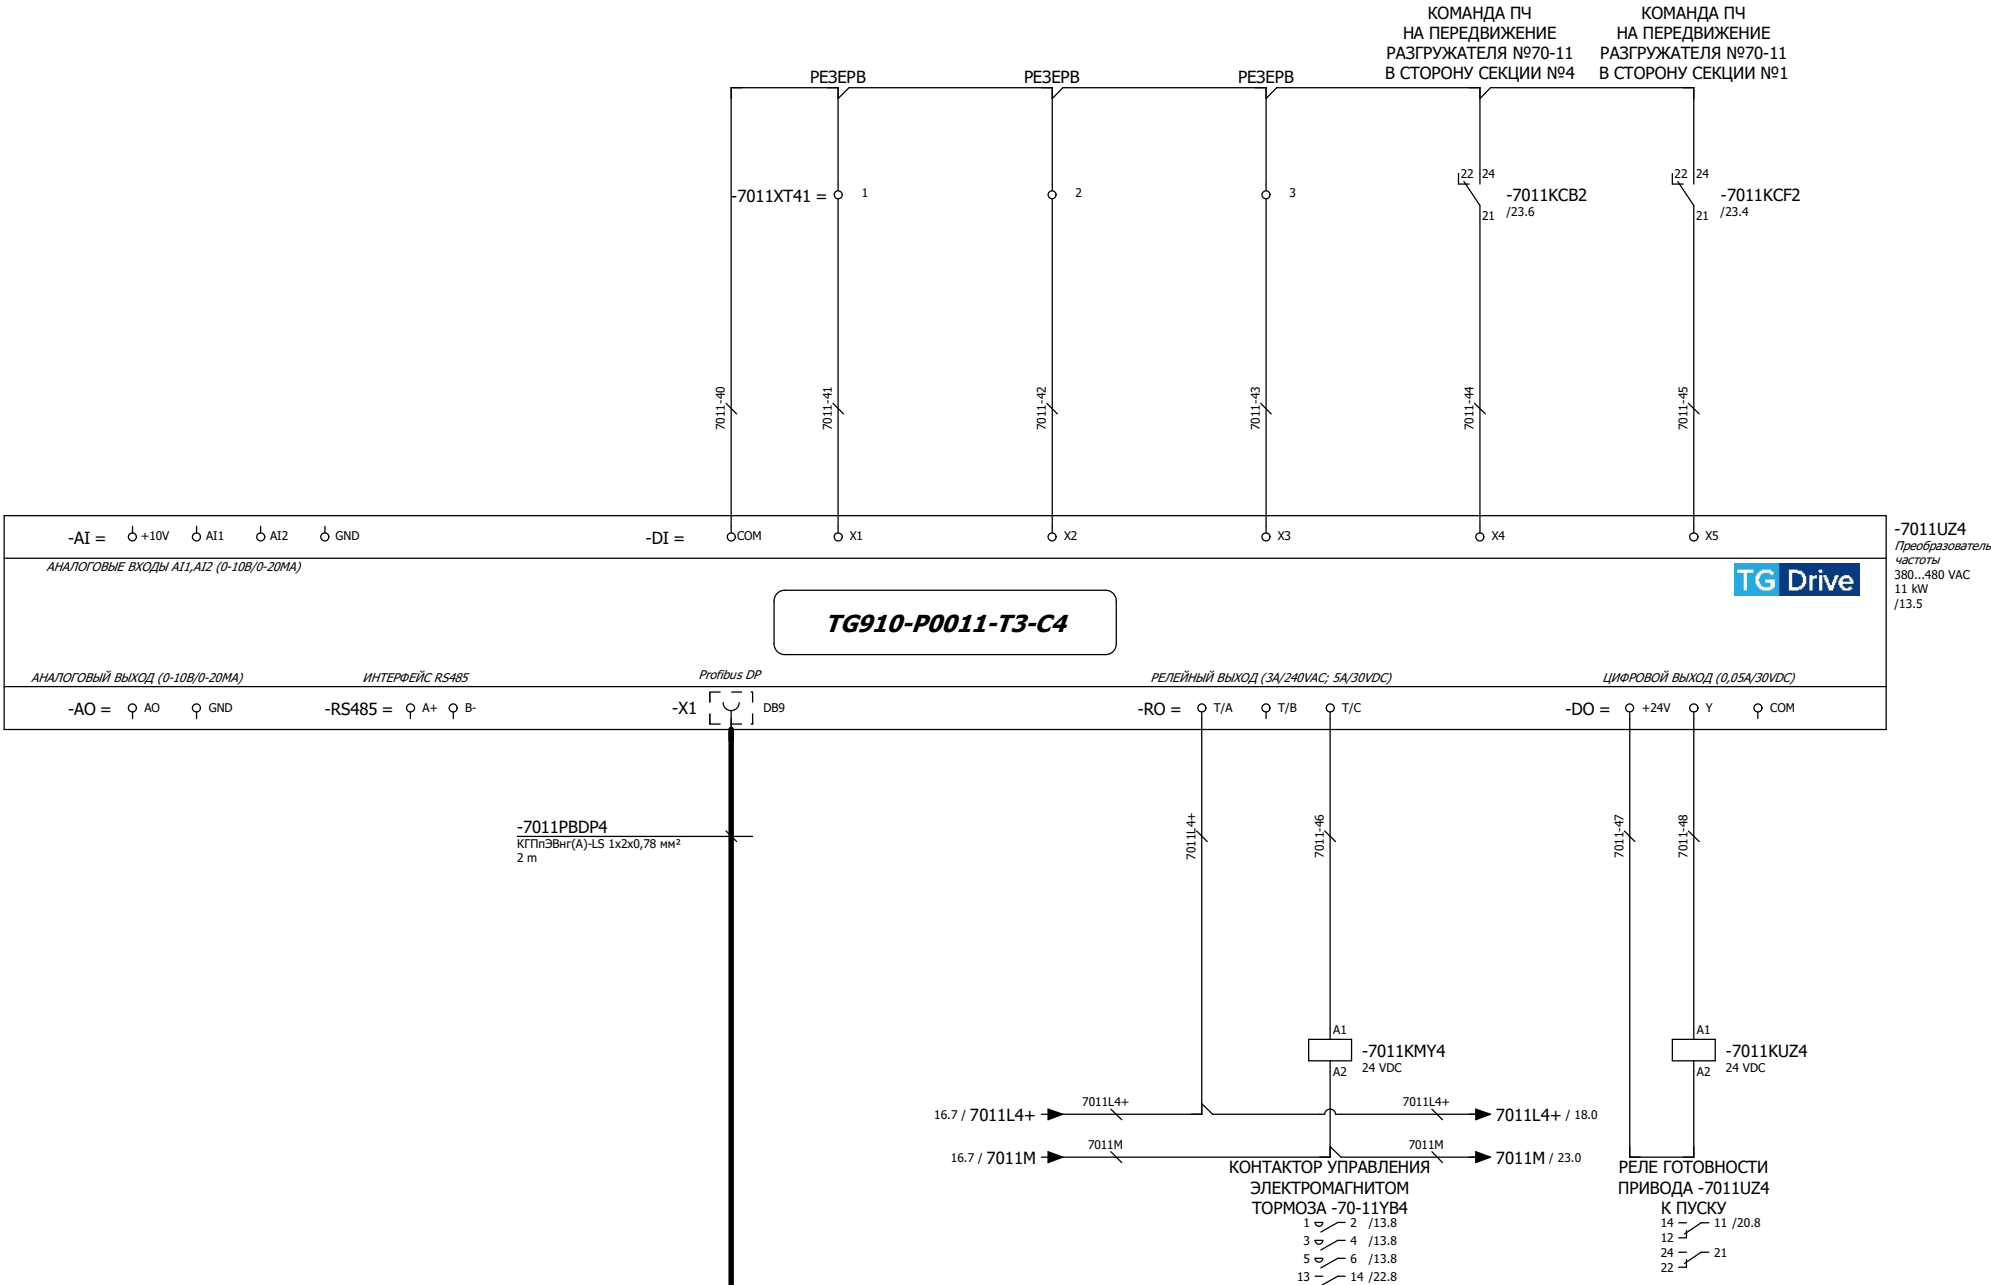 КОМАНДА ПЧ
НА ПЕРЕДВИЖЕНИЕ
РАЗГРУЖАТЕЛЯ №70-11
В СТОРОНУ СЕКЦИИ №4
КОМАНДА ПЧ
НА ПЕРЕДВИЖЕНИЕ
РАЗГРУЖАТЕЛЯ №70-11
В СТОРОНУ СЕКЦИИ №1
РЕЗЕРВ
РЕЗЕРВ
РЕЗЕРВ
-7011XT41 =
1
2
3
22 24
21
-7011KCB2
/23.6
22 24
21
-7011KCF2
/23.4
7011-40
7011-41
7011-42
7011-43
7011-44
7011-45
-AI = +10V AI1 AI2 GND
-DI = COM X1 X2 X3 X4 X5
-7011UZ4
Преобразователь
частоты
380...480 VAC
11 kW
/13.5
АНАЛОГОВЫЕ ВХОДЫ AI1,AI2 (0-10В/0-20МА)
TG Drive
TG910-P0011-T3-C4
АНАЛОГОВЫЙ ВЫХОД (0-10В/0-20МА)
ИНТЕРФЕЙС RS485
Profibus DP
РЕЛЕЙНЫЙ ВЫХОД (3А/240VAC; 5А/30VDC)
ЦИФРОВОЙ ВЫХОД (0,05А/30VDC)
-AO = AO GND
-RS485 = A+ B-
-X1 DB9
-RO = T/A T/B T/C
-DO = +24V Y COM
-7011PBDP4
КГПпЭВнг(А)-LS 1x2x0,78 мм²
2 m
7011L4+
7011-46
7011-47
7011-48
A1
-7011KMY4
24 VDC
A2
A1
-7011KUZ4
24 VDC
A2
16.7 / 7011L4+
7011L4+
7011L4+
7011L4+ / 18.0
16.7 / 7011M
7011M
7011M
7011M / 23.0
КОНТАКТОР УПРАВЛЕНИЯ
ЭЛЕКТРОМАГНИТОМ
ТОРМОЗА -70-11YB4
1 2 /13.8
3 4 /13.8
5 6 /13.8
13 14 /22.8
РЕЛЕ ГОТОВНОСТИ
ПРИВОДА -7011UZ4
К ПУСКУ
14 11 /20.8
12
24 21
22